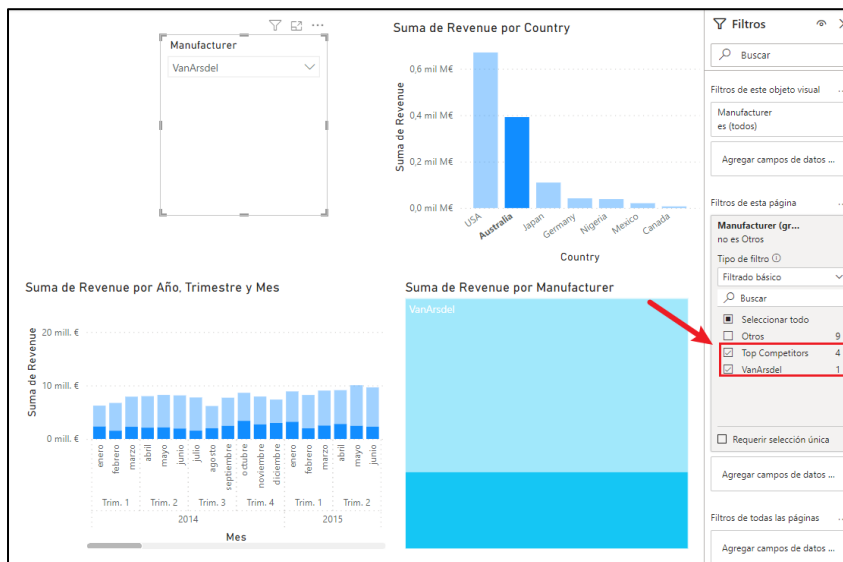 Manufacturer
VanArsdel
Suma de Revenue por Country
Suma de Revenue
0,6 mil M€
0,4 mil M€
0,2 mil M€
0,0 mil M€
USA
Australia
Japan
Germany
Nigeria
Mexico
Canada
Country
Suma de Revenue por Año, Trimestre y Mes
Suma de Revenue
20 mill. €
10 mill. €
0 mill. €
enero
febrero
marzo
abril
mayo
junio
julio
agosto
septiembre
octubre
noviembre
diciembre
enero
febrero
marzo
abril
mayo
junio
Trim. 1
Trim. 2
Trim. 3
Trim. 4
Trim. 1
Trim. 2
2014
2015
Mes
Suma de Revenue por Manufacturer
VanArsdel
Filtros
Buscar
Filtros de este objeto visual ...
Manufacturer
es (todos)
Agregar campos de datos ...
Filtros de esta página ...
Manufacturer (gr...
no es Otros
Tipo de filtro
Filtrado básico
Buscar
Seleccionar todo
Otros 9
Top Competitors 4
VanArsdel 1
Requerir selección única
Agregar campos de datos ...
Filtros de todas las páginas ...
Agregar campos de datos ...